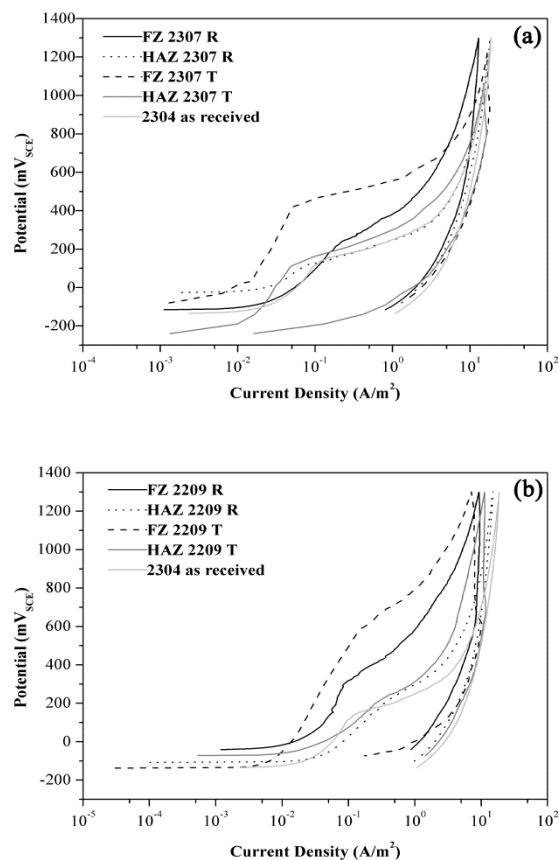 (a)
FZ 2307 R
HAZ 2307 R
FZ 2307 T
HAZ 2307 T
2304 as received
Potential (mV_SCE)
1400
1200
1000
800
600
400
200
0
-200
10^-4
10^-3
10^-2
10^-1
10^0
10^1
10^2
Current Density (A/m^2)
(b)
FZ 2209 R
HAZ 2209 R
FZ 2209 T
HAZ 2209 T
2304 as received
Potential (mV_SCE)
1400
1200
1000
800
600
400
200
0
-200
10^-5
10^-4
10^-3
10^-2
10^-1
10^0
10^1
10^2
Current Density (A/m^2)